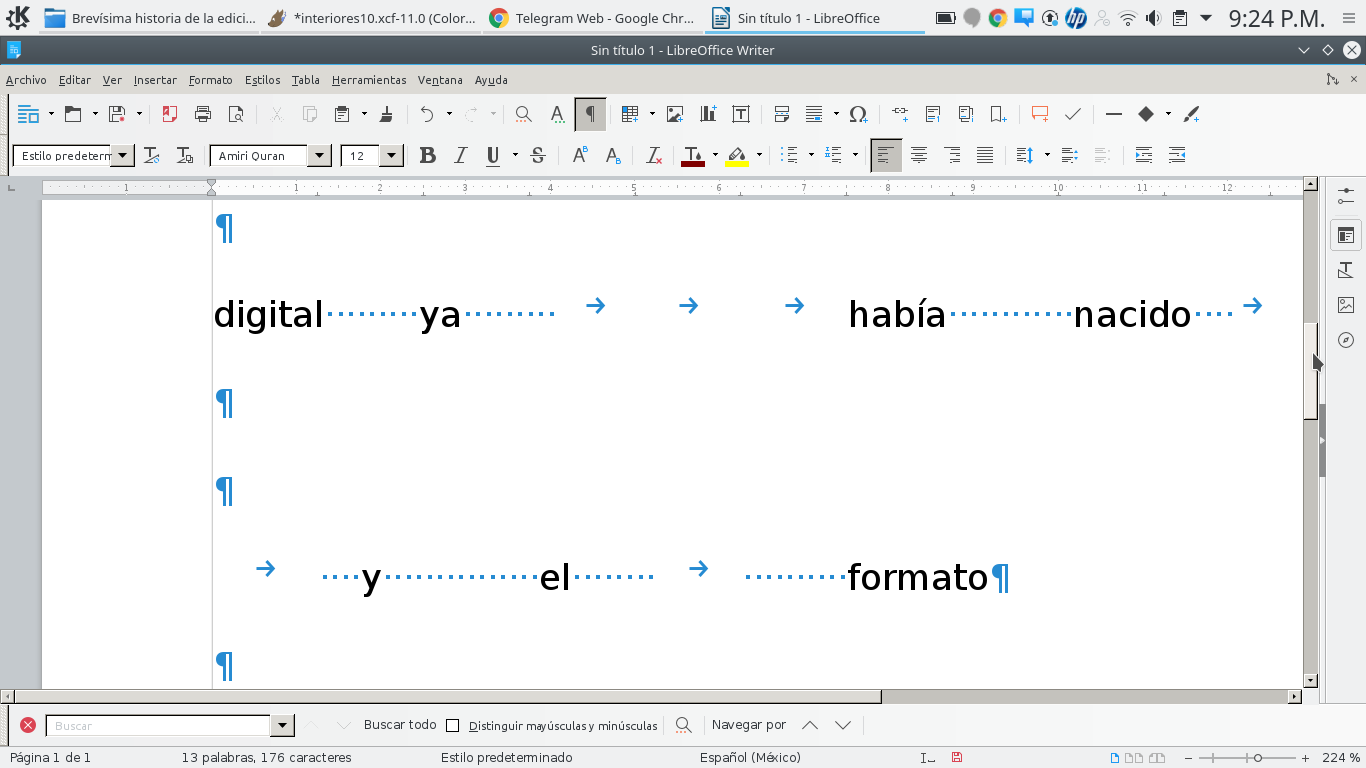 Brevísima historia de la edici...
*interiores10.xcf-11.0 (Color...
Telegram Web - Google Chr...
Sin título 1 - LibreOffice
9:24 P.M.
Sin título 1 - LibreOffice Writer
Archivo Editar Ver Insertar Formato Estilos Tabla Herramientas Ventana Ayuda
Estilo predeterm Amiri Quran 12
1 1 2 3 4 5 6 7 8 9 10 11 12
¶
digital ya había nacido
¶
¶
y el formato¶
¶
Buscar Buscar todo Distinguir mayúsculas y minúsculas Navegar por
Página 1 de 1 13 palabras, 176 caracteres Estilo predeterminado Español (México) 224 %